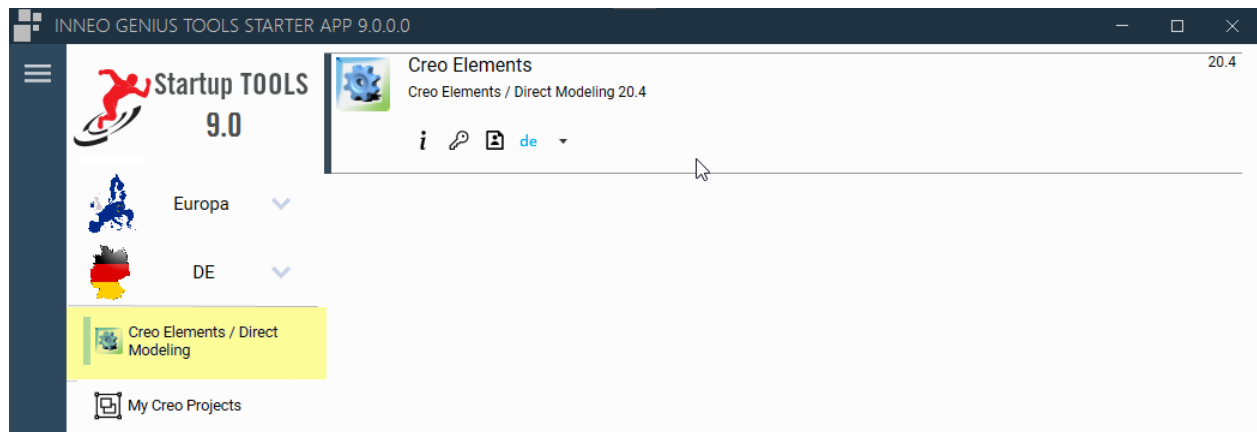 INNEO GENIUS TOOLS STARTER APP 9.0.0.0
Startup TOOLS
9.0
Europa
DE
Creo Elements / Direct
Modeling
My Creo Projects
Creo Elements
20.4
Creo Elements / Direct Modeling 20.4
i
de